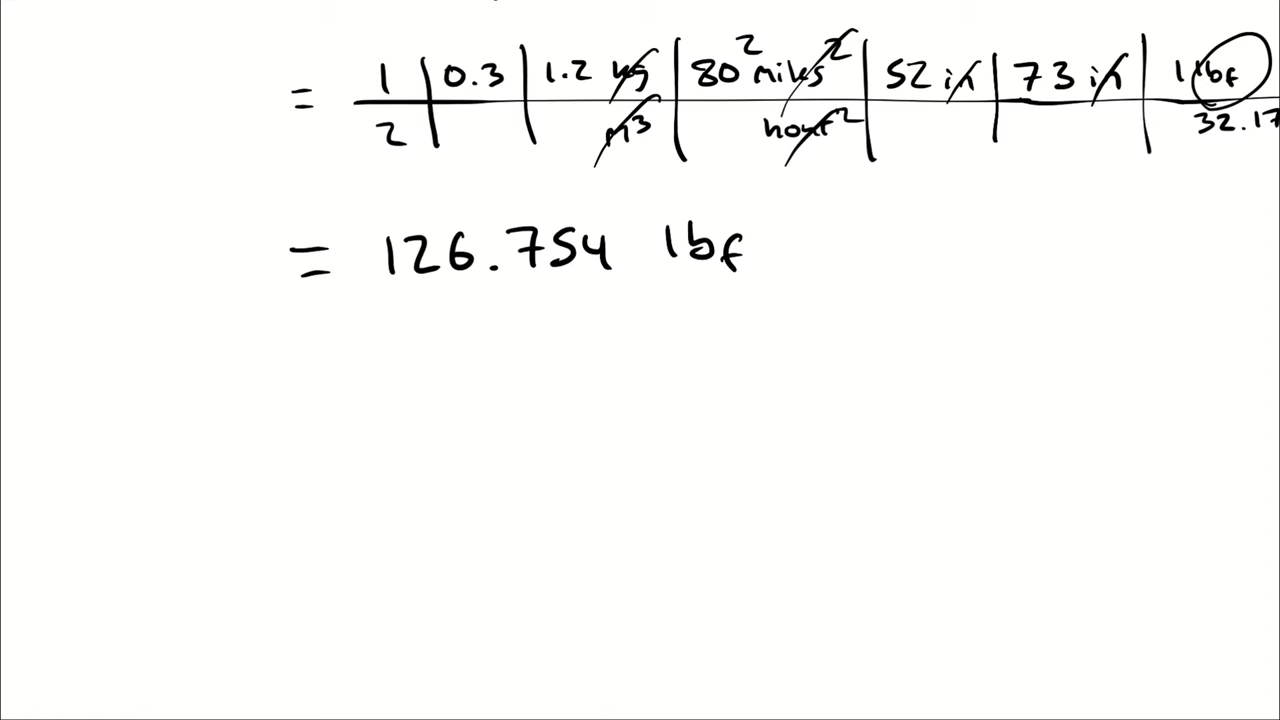 = 1 | 0.3 | 1.2 kg | 80² miles² | 52 in | 73 in | 1 lbf
2 | m³ | hour² | 32.17
= 126.754 lbf